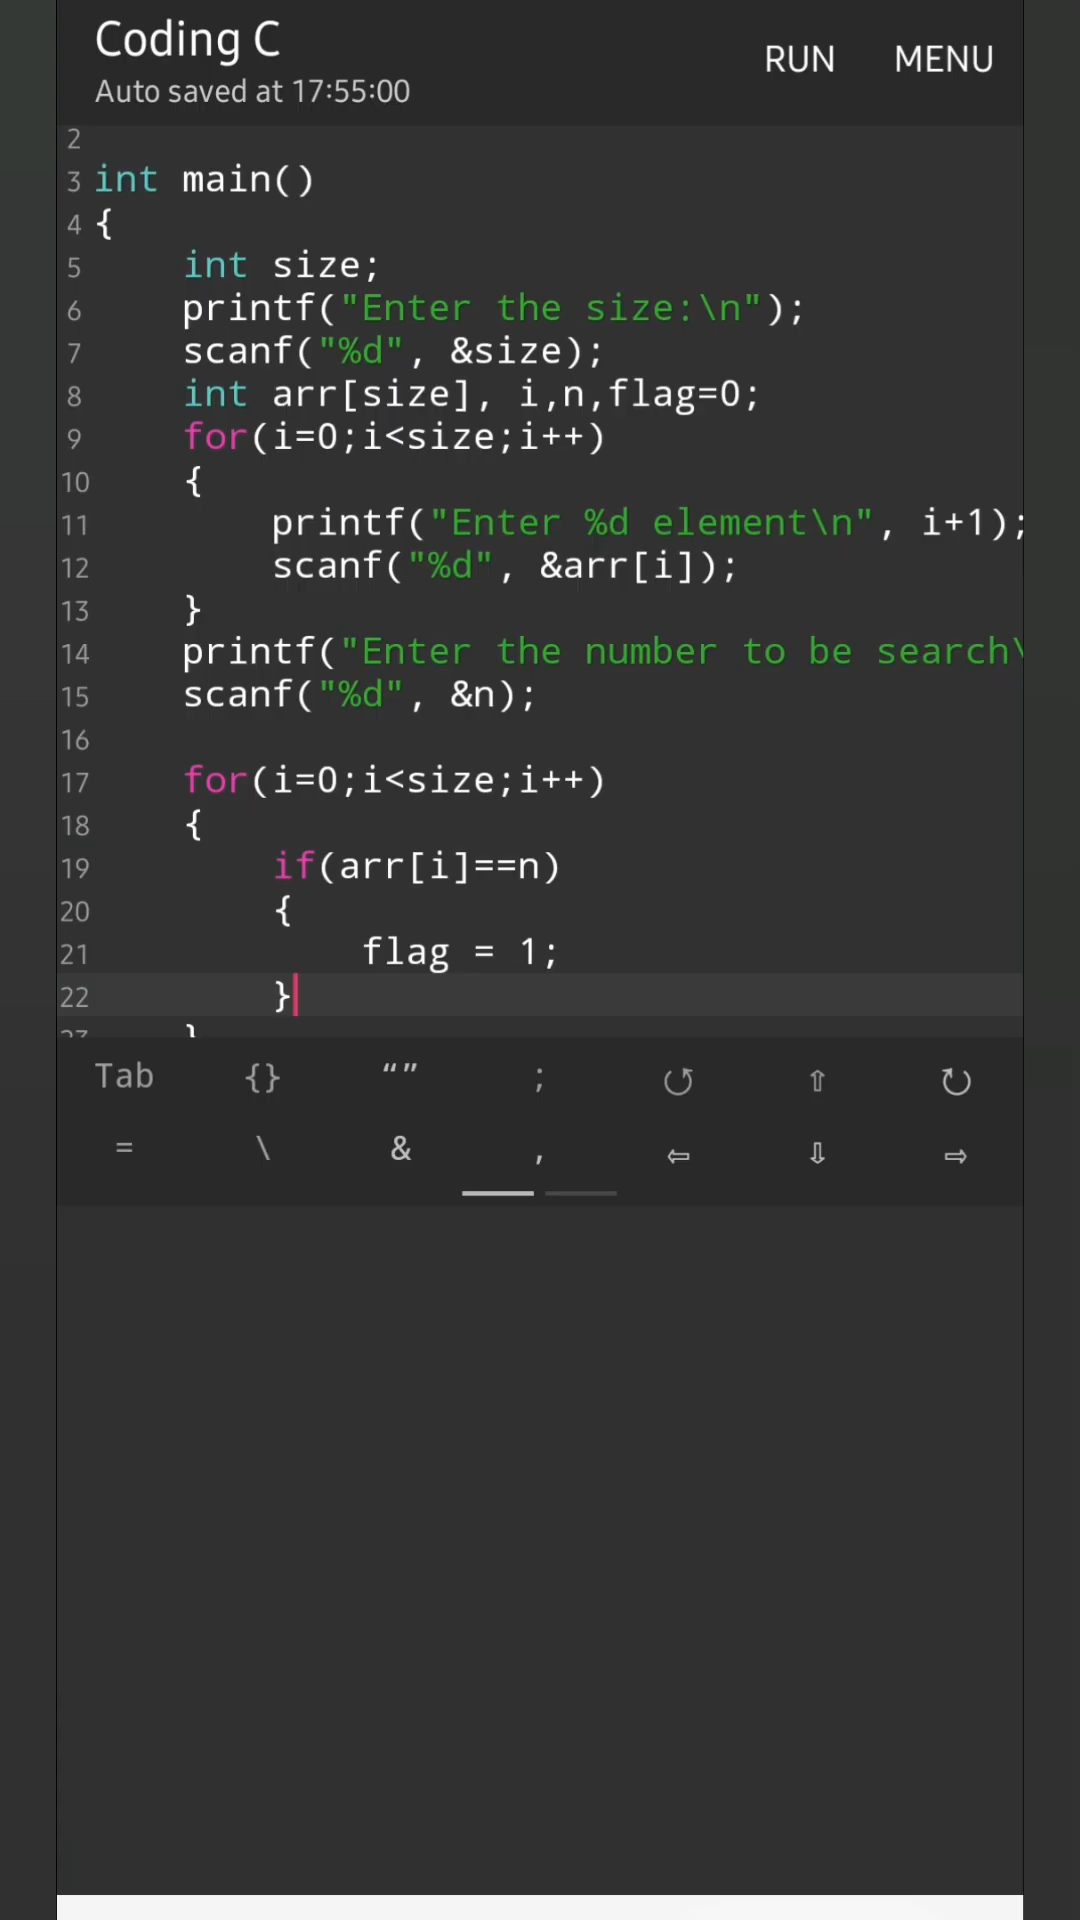 Coding C
RUN MENU
Auto saved at 17:55:00
2
3 int main()
4 {
5 int size;
6 printf("Enter the size:\n");
7 scanf("%d", &size);
8 int arr[size], i,n,flag=0;
9 for(i=0;i<size;i++)
10 {
11 printf("Enter %d element\n", i+1);
12 scanf("%d", &arr[i]);
13 }
14 printf("Enter the number to be search\
15 scanf("%d", &n);
16
17 for(i=0;i<size;i++)
18 {
19 if(arr[i]==n)
20 {
21 flag = 1;
22 }
23 }
Tab {} “” ; ↺ ⇧ ↻
= \ & , ⇦ ⇩ ⇨